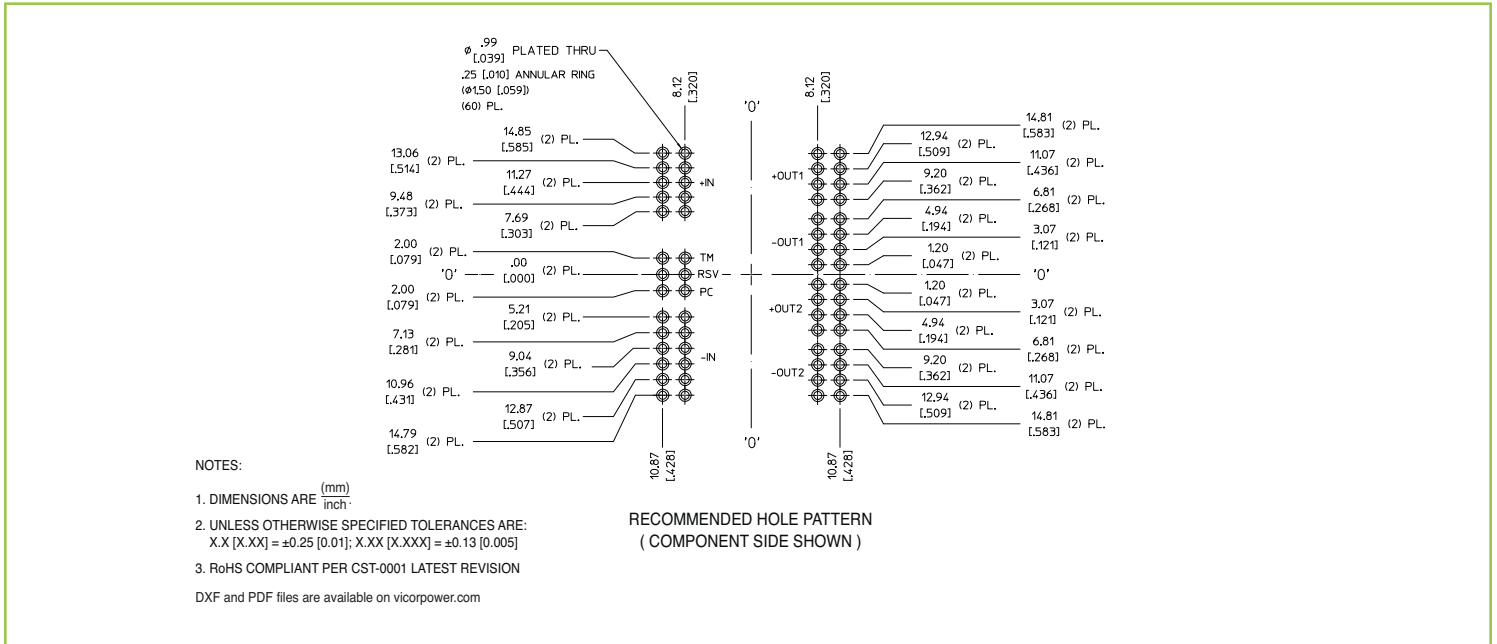 ø .99 [.039] PLATED THRU
.25 [.010] ANNULAR RING
(ø1.50 [.059])
(60) PL.
8.12 [.320]
'0'
8.12 [.320]
14.85 [.585] (2) PL.
13.06 [.514] (2) PL.
11.27 [.444] (2) PL.
+IN
9.48 [.373] (2) PL.
7.69 [.303] (2) PL.
2.00 [.079] (2) PL.
TM
'0'
.00 [.000] (2) PL.
RSV
2.00 [.079] (2) PL.
PC
5.21 [.205] (2) PL.
7.13 [.281] (2) PL.
9.04 [.356] (2) PL.
-IN
10.96 [.431] (2) PL.
12.87 [.507] (2) PL.
14.79 [.582] (2) PL.
10.87 [.428]
'0'
10.87 [.428]
14.81 [.583] (2) PL.
12.94 [.509] (2) PL.
+OUT1
11.07 [.436] (2) PL.
9.20 [.362] (2) PL.
6.81 [.268] (2) PL.
4.94 [.194] (2) PL.
-OUT1
3.07 [.121] (2) PL.
1.20 [.047] (2) PL.
'0'
1.20 [.047] (2) PL.
+OUT2
3.07 [.121] (2) PL.
4.94 [.194] (2) PL.
6.81 [.268] (2) PL.
9.20 [.362] (2) PL.
-OUT2
11.07 [.436] (2) PL.
12.94 [.509] (2) PL.
14.81 [.583] (2) PL.
NOTES:
1. DIMENSIONS ARE (mm) inch.
2. UNLESS OTHERWISE SPECIFIED TOLERANCES ARE:
X.X [X.XX] = ±0.25 [0.01]; X.XX [X.XXX] = ±0.13 [0.005]
3. RoHS COMPLIANT PER CST-0001 LATEST REVISION
DXF and PDF files are available on vicorpower.com
RECOMMENDED HOLE PATTERN
( COMPONENT SIDE SHOWN )